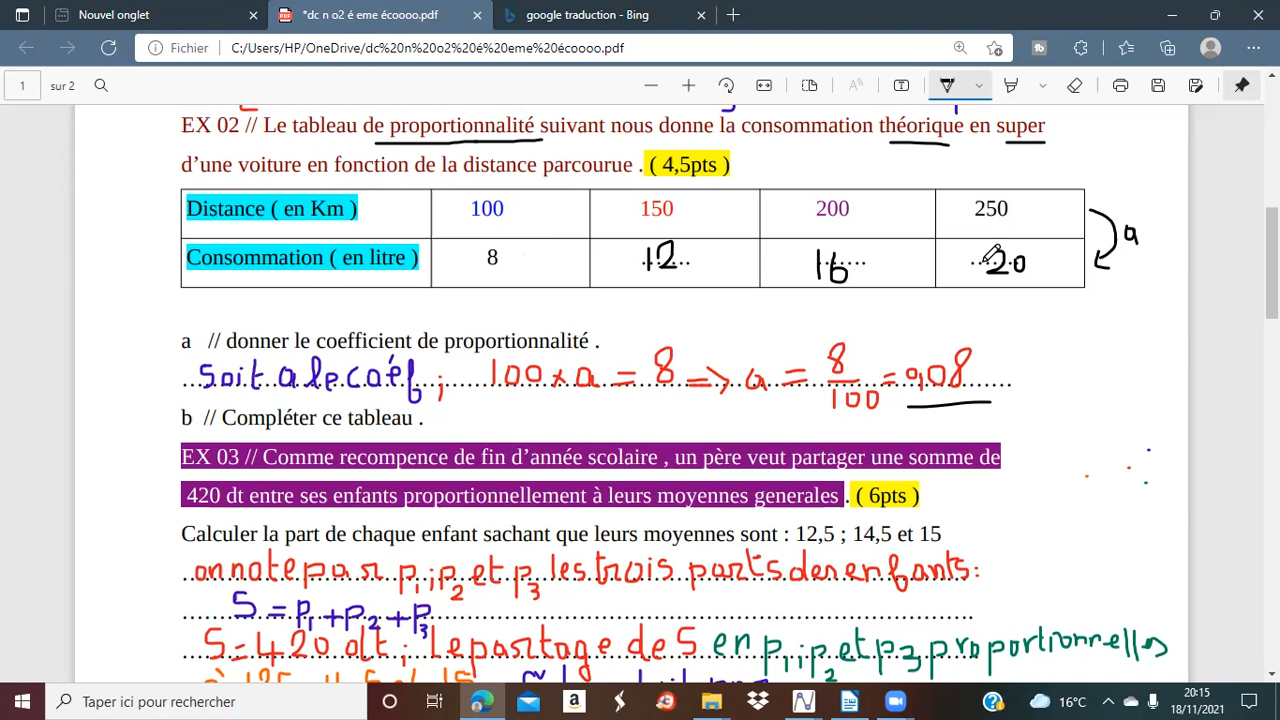 Nouvel onglet
*dc n o2 é eme écoooo.pdf
google traduction - Bing
Fichier
C:/Users/HP/OneDrive/dc%20n%20o2%20é%20eme%20écoooo.pdf
1 sur 2
EX 02 // Le tableau de proportionnalité suivant nous donne la consommation théorique en super
d’une voiture en fonction de la distance parcourue . ( 4,5pts )
Distance ( en Km ) 100 150 200 250
a
Consommation ( en litre ) 8 12 16 20
a // donner le coefficient de proportionnalité .
soit a le coéf ; 100 × a = 8 => a = 8/100 = 0,08
b // Compléter ce tableau .
EX 03 // Comme recompence de fin d’année scolaire , un père veut partager une somme de
420 dt entre ses enfants proportionnellement à leurs moyennes generales . ( 6pts )
Calculer la part de chaque enfant sachant que leurs moyennes sont : 12,5 ; 14,5 et 15
on note par p1, p2 et p3 les trois parts des enfants:
S = p1 + p2 + p3
S = 420 dt ; le partage de S en p1, p2 et p3 proportionnelles
Taper ici pour rechercher
16°C
20:15
18/11/2021